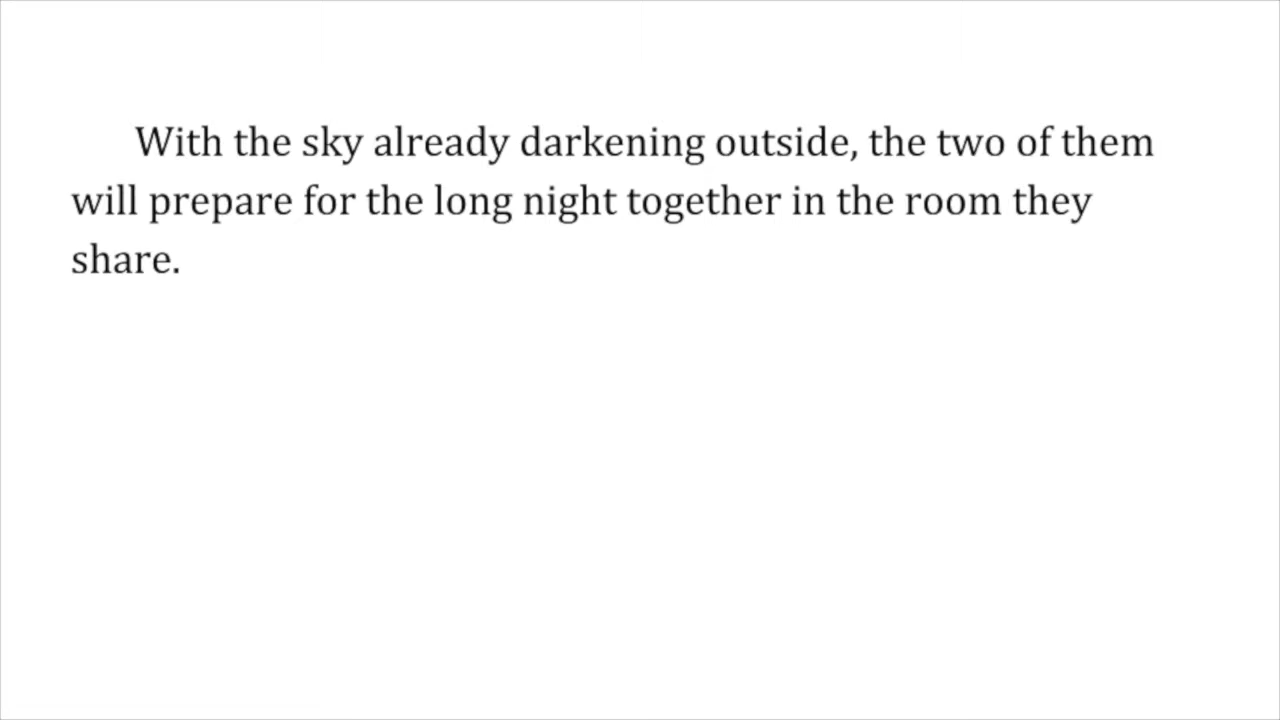 With the sky already darkening outside, the two of them
will prepare for the long night together in the room they
share.